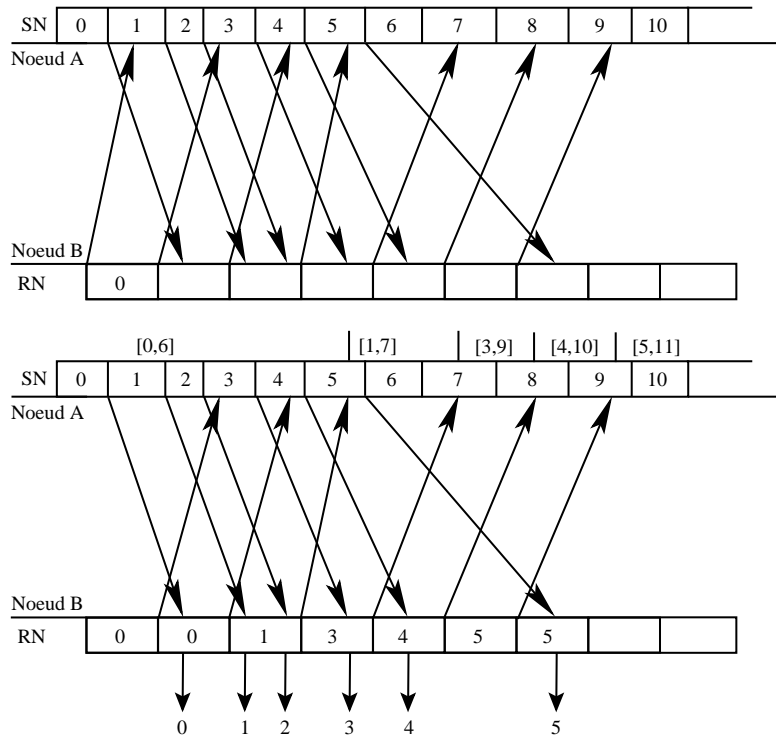 SN 0 1 2 3 4 5 6 7 8 9 10
Noeud A
Noeud B
RN 0
[0,6] [1,7] [3,9] [4,10] [5,11]
SN 0 1 2 3 4 5 6 7 8 9 10
Noeud A
Noeud B
RN 0 0 1 3 4 5 5
0 1 2 3 4 5